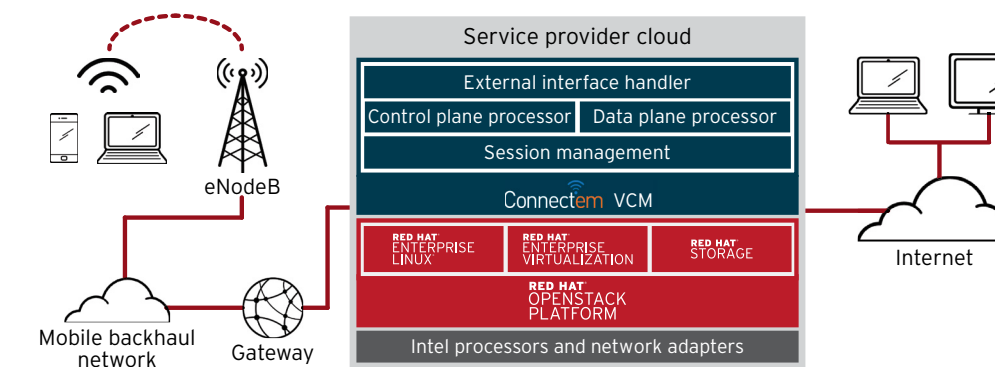 Service provider cloud
External interface handler
Control plane processor
Data plane processor
Session management
Connectem VCM
RED HAT
ENTERPRISE
LINUX
RED HAT
ENTERPRISE
VIRTUALIZATION
RED HAT
STORAGE
RED HAT
OPENSTACK
PLATFORM
Intel processors and network adapters
eNodeB
Mobile backhaul
network
Gateway
Internet